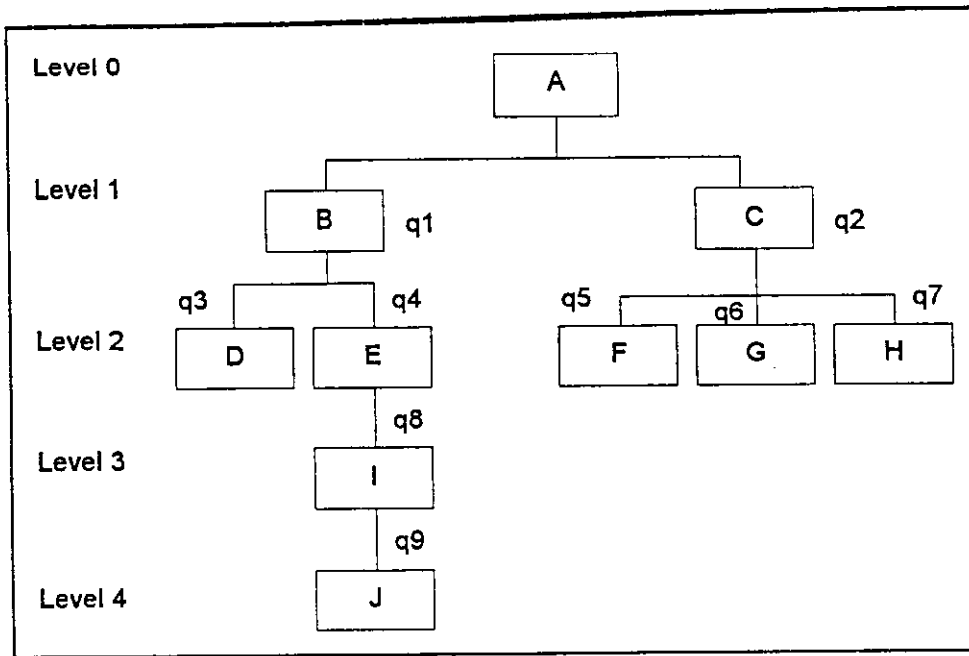 Level 0
A
Level 1
B q1 C q2
q3 q4 q5 q6 q7
Level 2
D E F G H
q8
Level 3
I
q9
Level 4
J